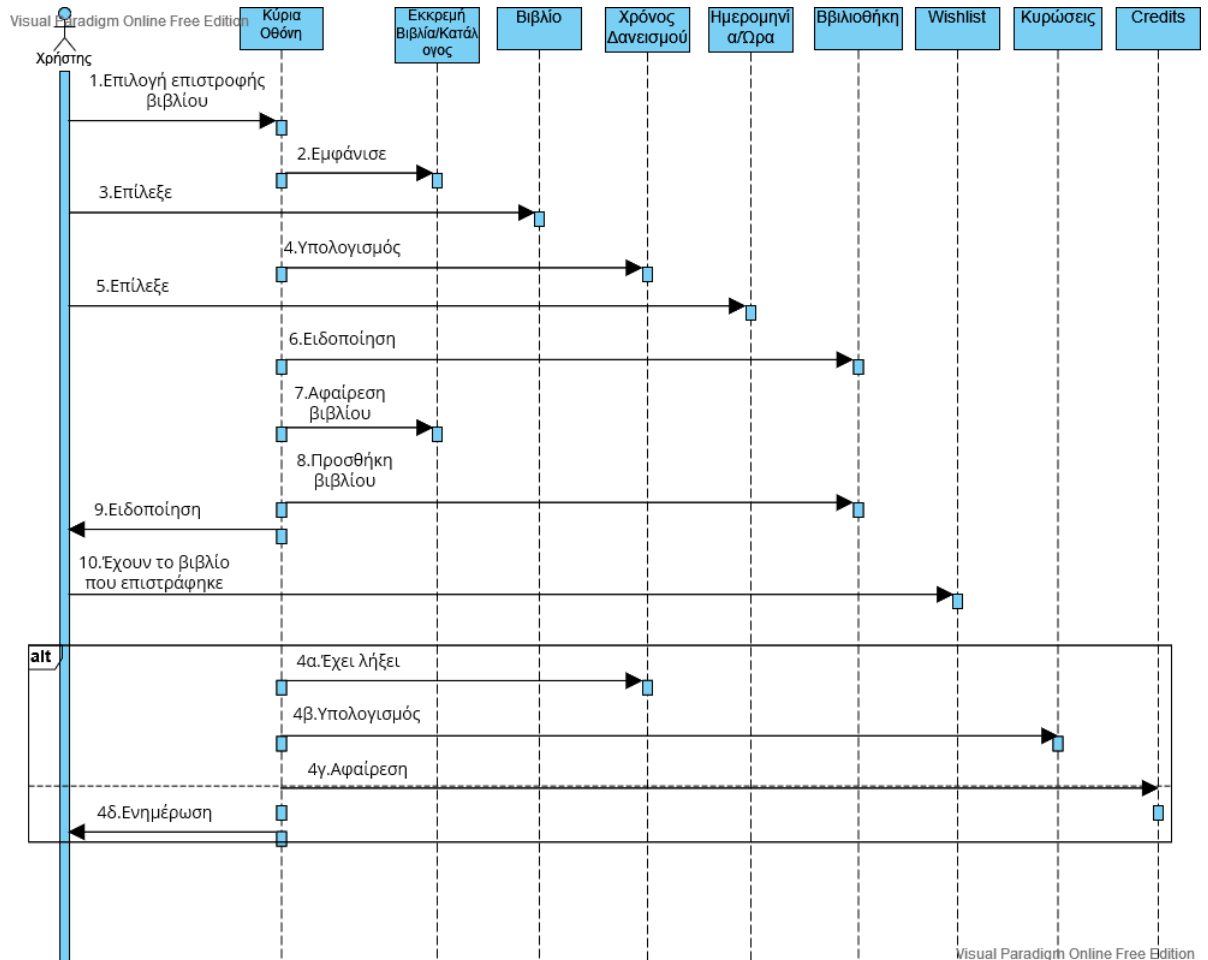 Visual Paradigm Online Free Edition
Χρήστης
Κύρια
Οθόνη
Εκκρεμή
Βιβλία/Κατάλ
ογος
Βιβλίο
Χρόνος
Δανεισμού
Ημερομηνί
α/Ώρα
Ββιλιοθήκη
Wishlist
Κυρώσεις
Credits
1.Επιλογή επιστροφής
βιβλίου
2.Εμφάνισε
3.Επίλεξε
4.Υπολογισμός
5.Επίλεξε
6.Ειδοποίηση
7.Αφαίρεση
βιβλίου
8.Προσθήκη
βιβλίου
9.Ειδοποίηση
10.Έχουν το βιβλίο
που επιστράφηκε
alt
4α.Έχει λήξει
4β.Υπολογισμός
4γ.Αφαίρεση
4δ.Ενημέρωση
Visual Paradigm Online Free Edition